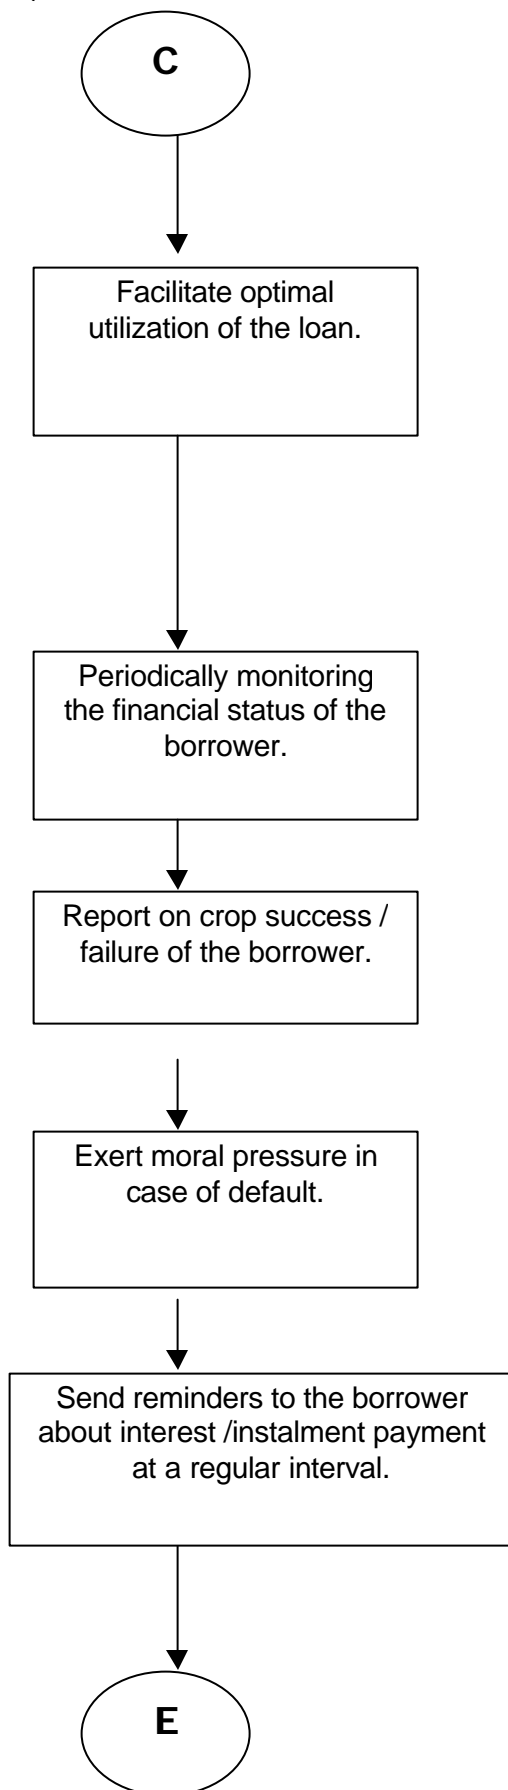 C
Facilitate optimal
utilization of the loan.
Periodically monitoring
the financial status of the
borrower.
Report on crop success /
failure of the borrower.
Exert moral pressure in
case of default.
Send reminders to the borrower
about interest /instalment payment
at a regular interval.
E